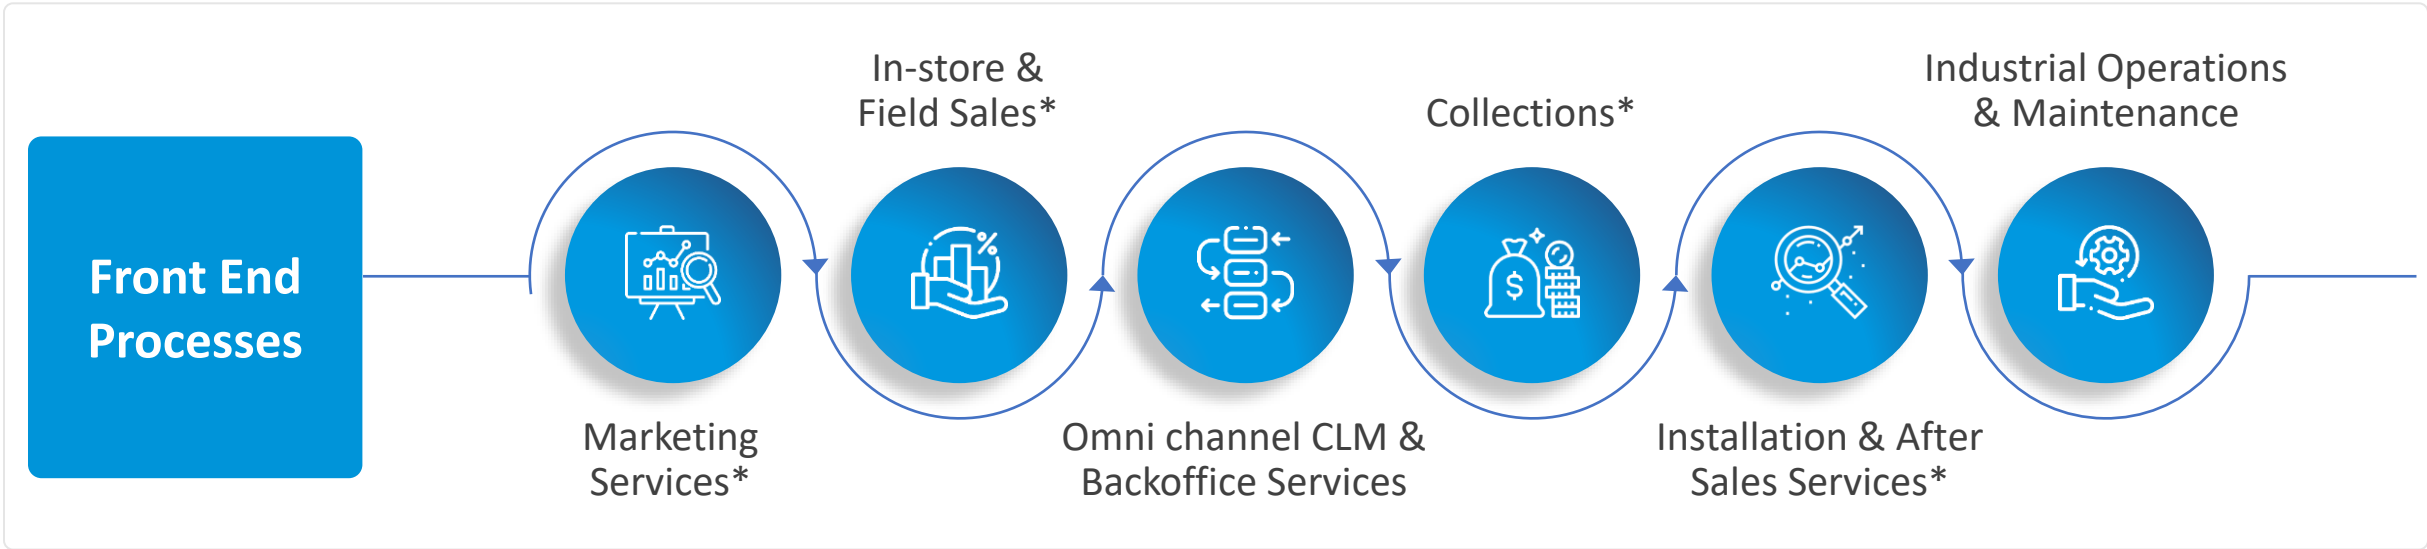 Front End
Processes
Marketing
Services*
In-store &
Field Sales*
Omni channel CLM &
Backoffice Services
Collections*
Installation & After
Sales Services*
Industrial Operations
& Maintenance
%
$